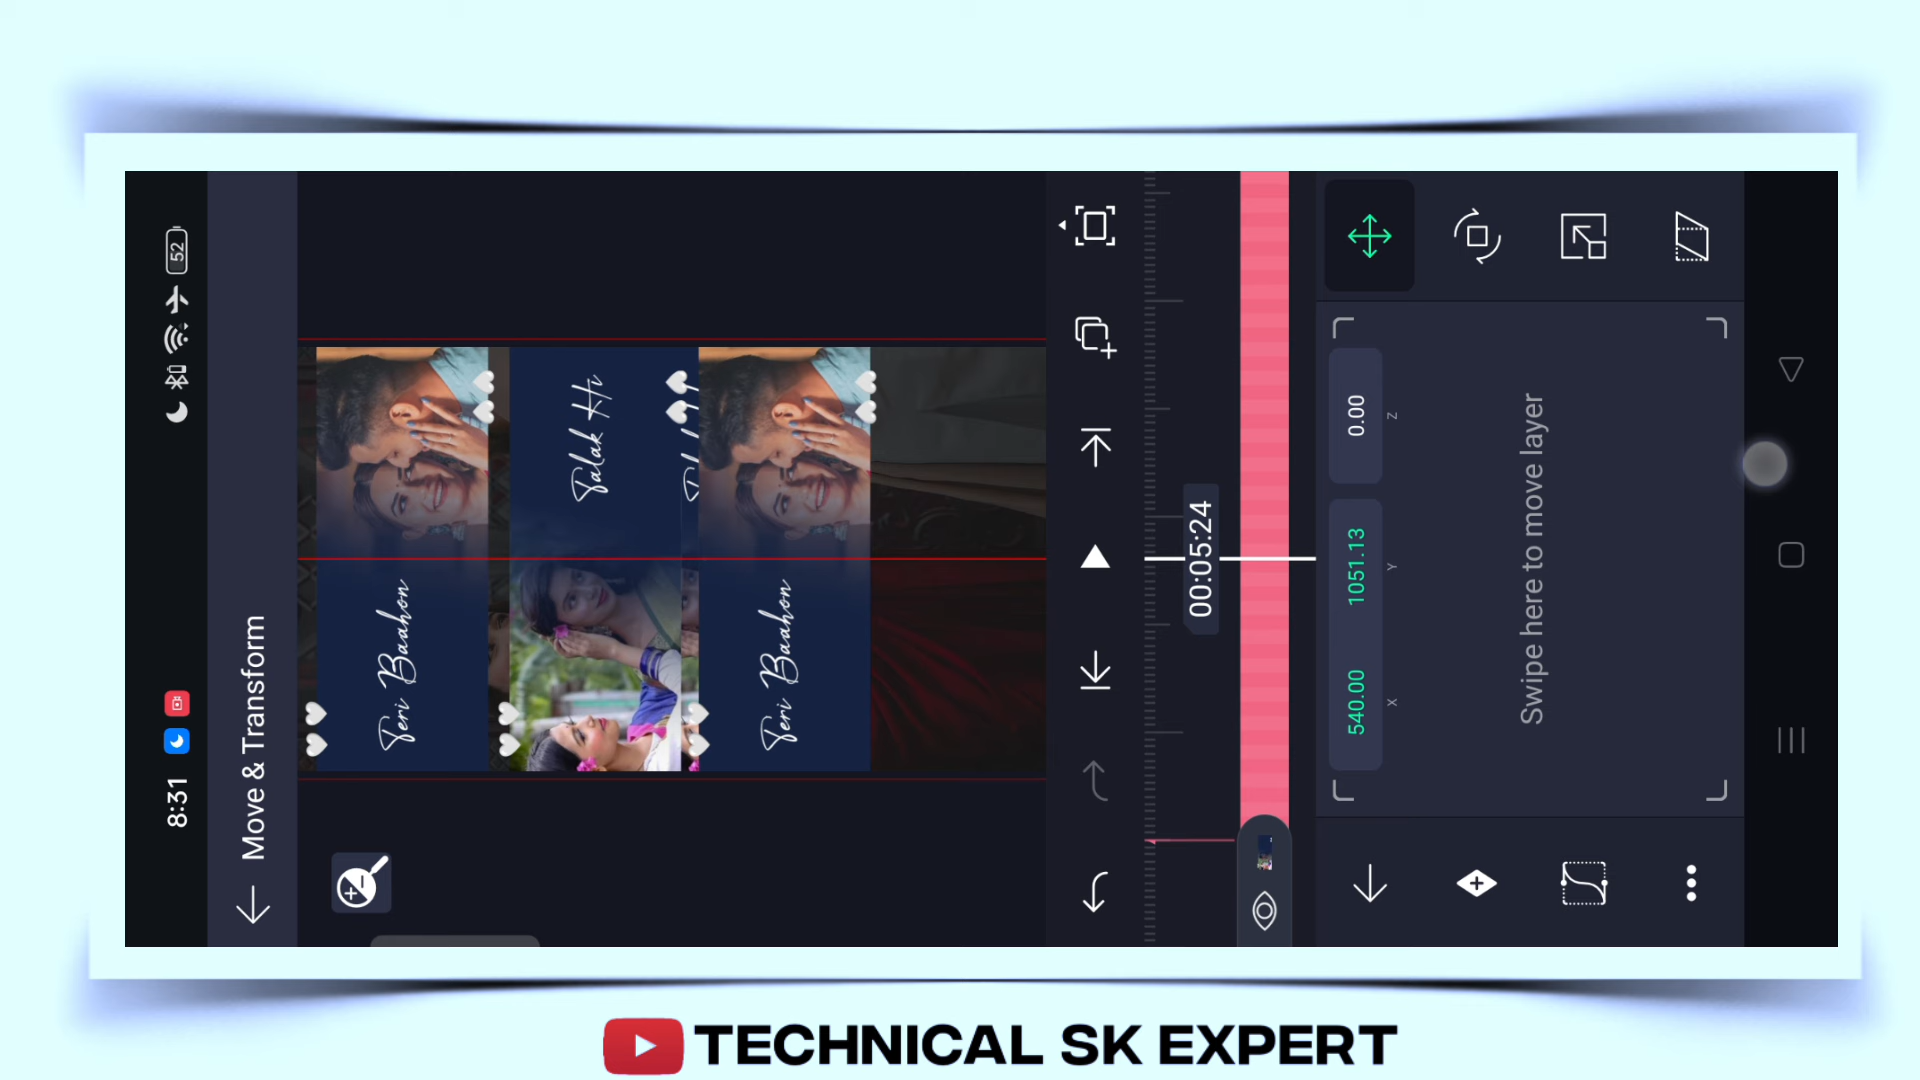 8:31
52
Move & Transform
Teri Baahon
Talak Hi
Teri Baahon
00:05:24
540.00
X
1051.13
Y
0.00
Z
Swipe here to move layer
TECHNICAL SK EXPERT